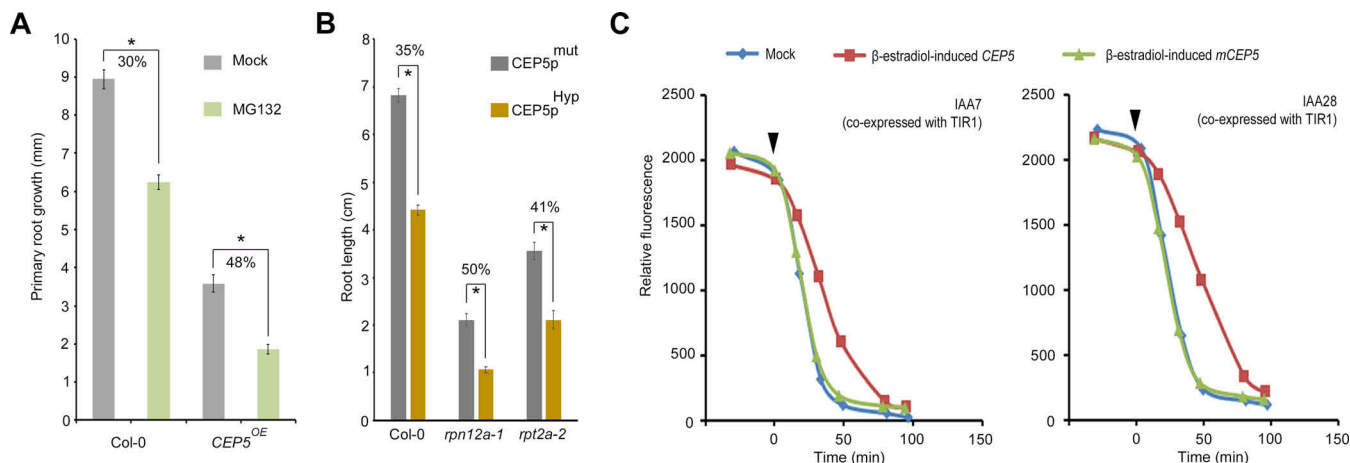 A
10
9
8
7
6
5
4
3
2
1
0
Primary root growth (mm)
*
30%
*
48%
Mock
MG132
Col-0
CEP5OE
B
8
7
6
5
4
3
2
1
0
Root length (cm)
35%
*
50%
*
41%
*
CEP5pmut
CEP5pHyp
Col-0
rpn12a-1
rpt2a-2
C
Mock
β-estradiol-induced CEP5
β-estradiol-induced mCEP5
2500
2000
1500
1000
500
0
Relative fluorescence
IAA7
(co-expressed with TIR1)
0
50
100
150
Time (min)
2500
2000
1500
1000
500
0
IAA28
(co-expressed with TIR1)
0
50
100
150
Time (min)